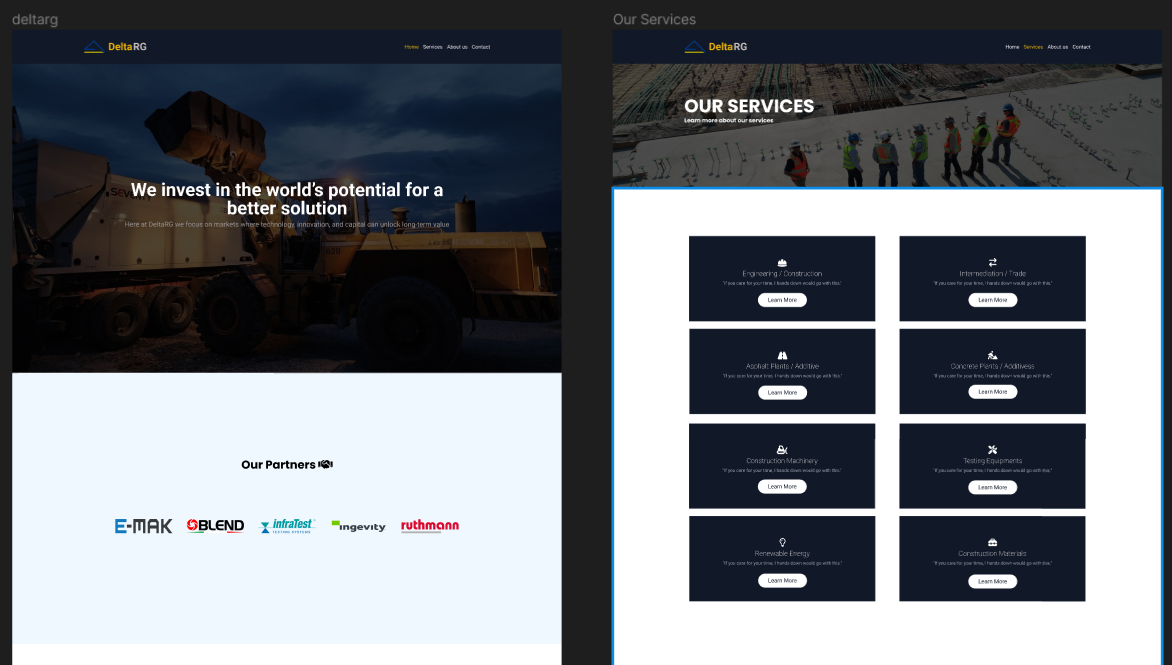 deltarg
DeltaRG
Home Services About us Contact
We invest in the world's potential for a
better solution
Here at DeltaRG we focus on markets where technology, innovation, and capital can unlock long-term value
Our Partners
E-MAK
BLEND
infraTest
TESTING SYSTEMS
ingevity
ruthmann
Our Services
DeltaRG
Home Services About us Contact
OUR SERVICES
Learn more about our services
Engineering / Construction
"If you care for your time, I hands down would go with this."
Learn More
Intermediation / Trade
"If you care for your time, I hands down would go with this."
Learn More
Asphalt Plants / Additive
"If you care for your time, I hands down would go with this."
Learn More
Concrete Plants / Additivess
"If you care for your time, I hands down would go with this."
Learn More
Construction Machinery
"If you care for your time, I hands down would go with this."
Learn More
Testing Equipments
"If you care for your time, I hands down would go with this."
Learn More
Renewable Energy
"If you care for your time, I hands down would go with this."
Learn More
Construction Materials
"If you care for your time, I hands down would go with this."
Learn More